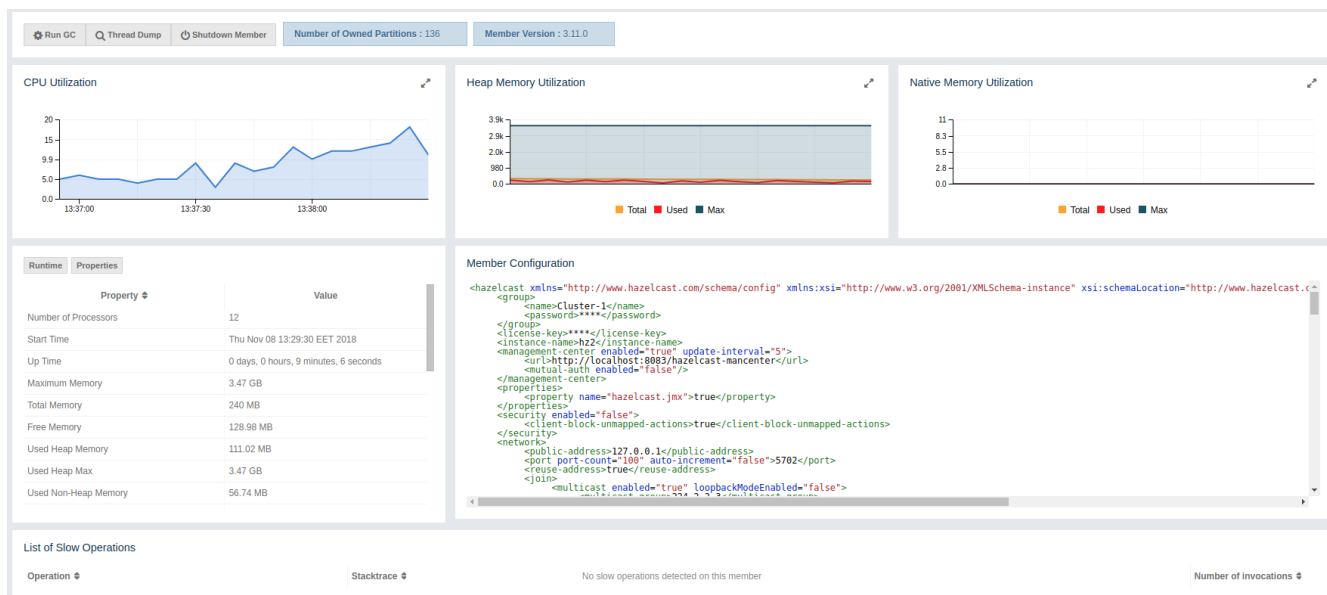 Run GC Thread Dump Shutdown Member Number of Owned Partitions : 136 Member Version : 3.11.0
CPU Utilization
20
15
9.9
5.0
0.0
13:37:00 13:37:30 13:38:00
Heap Memory Utilization
3.9k
2.9k
2.0k
980
0.0
Total Used Max
Native Memory Utilization
11
8.3
5.5
2.8
0.0
Total Used Max
Runtime Properties
Property Value
Number of Processors 12
Start Time Thu Nov 08 13:29:30 EET 2018
Up Time 0 days, 0 hours, 9 minutes, 6 seconds
Maximum Memory 3.47 GB
Total Memory 240 MB
Free Memory 128.98 MB
Used Heap Memory 111.02 MB
Used Heap Max 3.47 GB
Used Non-Heap Memory 56.74 MB
Member Configuration
<hazelcast xmlns="http://www.hazelcast.com/schema/config" xmlns:xsi="http://www.w3.org/2001/XMLSchema-instance" xsi:schemaLocation="http://www.hazelcast.c
<group>
<name>Cluster-1</name>
<password>****</password>
</group>
<license-key>****</license-key>
<instance-name>hz2</instance-name>
<management-center enabled="true" update-interval="5">
<url>http://localhost:8083/hazelcast-mancenter</url>
<mutual-auth enabled="false"/>
</management-center>
<properties>
<property name="hazelcast.jmx">true</property>
</properties>
<security enabled="false">
<client-block-unmapped-actions>true</client-block-unmapped-actions>
</security>
<network>
<public-address>127.0.0.1</public-address>
<port port-count="100" auto-increment="false">5702</port>
<reuse-address>true</reuse-address>
<join>
<multicast enabled="true" loopbackModeEnabled="false">
<multicast-group>224.2.2.3</multicast-group>
List of Slow Operations
Operation Stacktrace No slow operations detected on this member Number of invocations